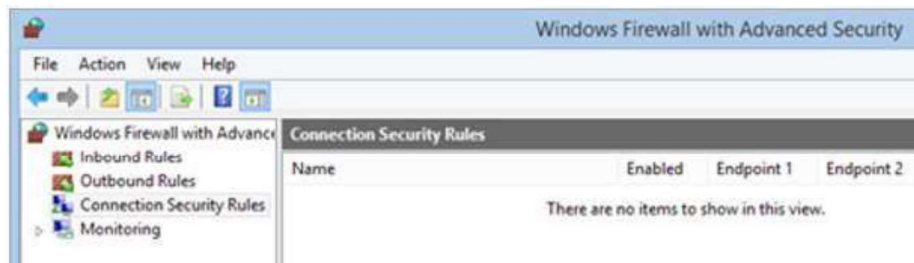 Windows Firewall with Advanced Security
File Action View Help
Windows Firewall with Advance
Inbound Rules
Outbound Rules
Connection Security Rules
Monitoring
Connection Security Rules
Name Enabled Endpoint 1 Endpoint 2
There are no items to show in this view.